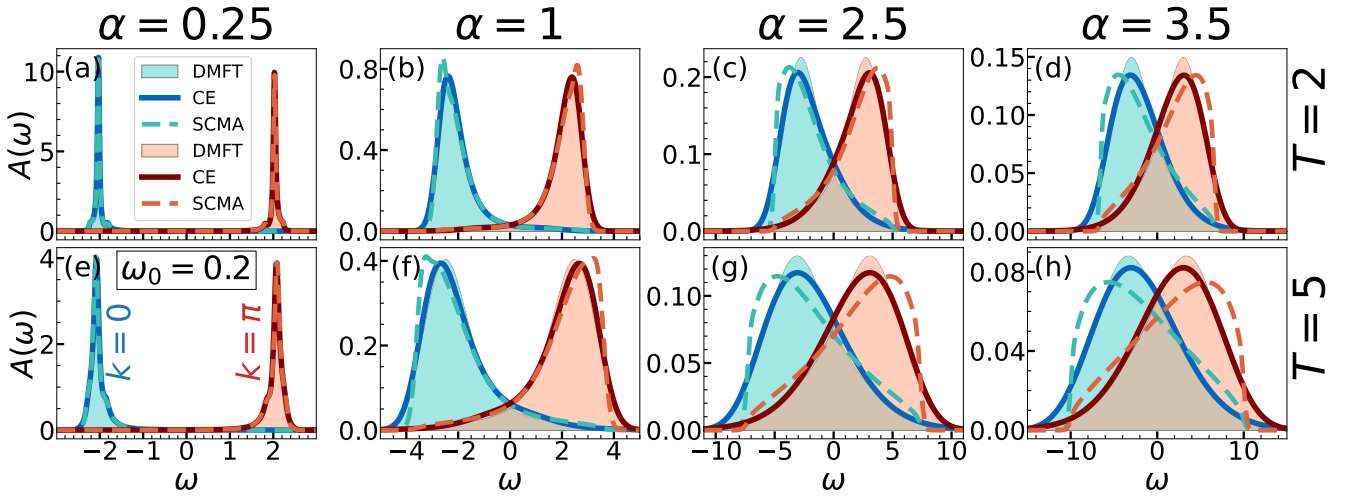 α = 0.25
α = 1
α = 2.5
α = 3.5
(a)
(b)
(c)
(d)
DMFT
CE
SCMA
DMFT
CE
SCMA
A(ω)
10
5
0
0.8
0.4
0.0
0.2
0.1
0.0
0.15
0.10
0.05
0.00
T = 2
(e)
ω₀ = 0.2
(f)
(g)
(h)
k = 0
k = π
A(ω)
4
2
0
0.4
0.2
0.0
0.10
0.05
0.00
0.08
0.04
0.00
T = 5
−2 −1 0 1 2
−4 −2 0 2 4
−10 −5 0 5 10
−10 0 10
ω
ω
ω
ω